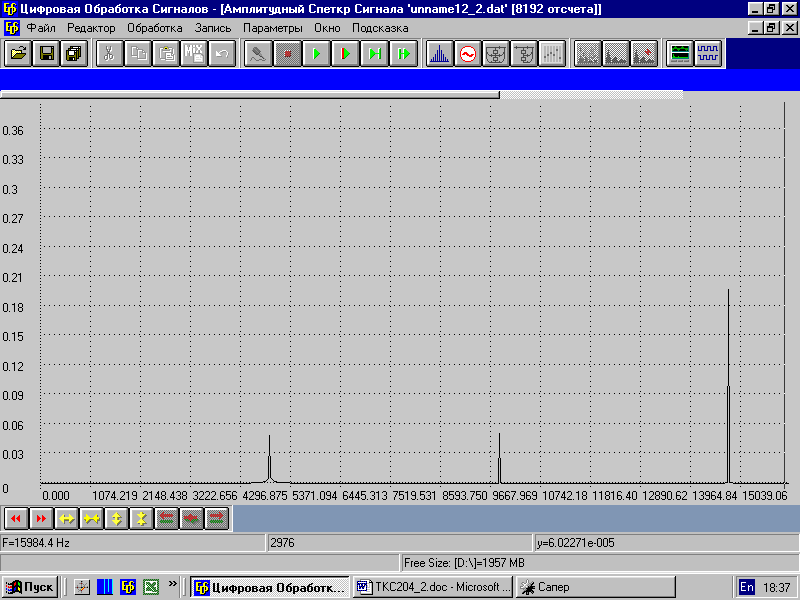 Цифровая Обработка Сигналов - [Амплитудный Спеткр Сигнала 'unname12_2.dat' [8192 отсчета]]
Файл Редактор Обработка Запись Параметры Окно Подсказка
MiX
0.36
0.33
0.3
0.27
0.24
0.21
0.18
0.15
0.12
0.09
0.06
0.03
0
0.000 1074.219 2148.438 3222.656 4296.875 5371.094 6445.313 7519.531 8593.750 9667.969 10742.18 11816.40 12890.62 13964.84 15039.06
F=15984.4 Hz 2976 y=6.02271e-005
Free Size: [D:\]=1957 MB
Пуск » Цифровая Обработк... TKC204_2.doc - Microsoft ... Сапер En 18:37